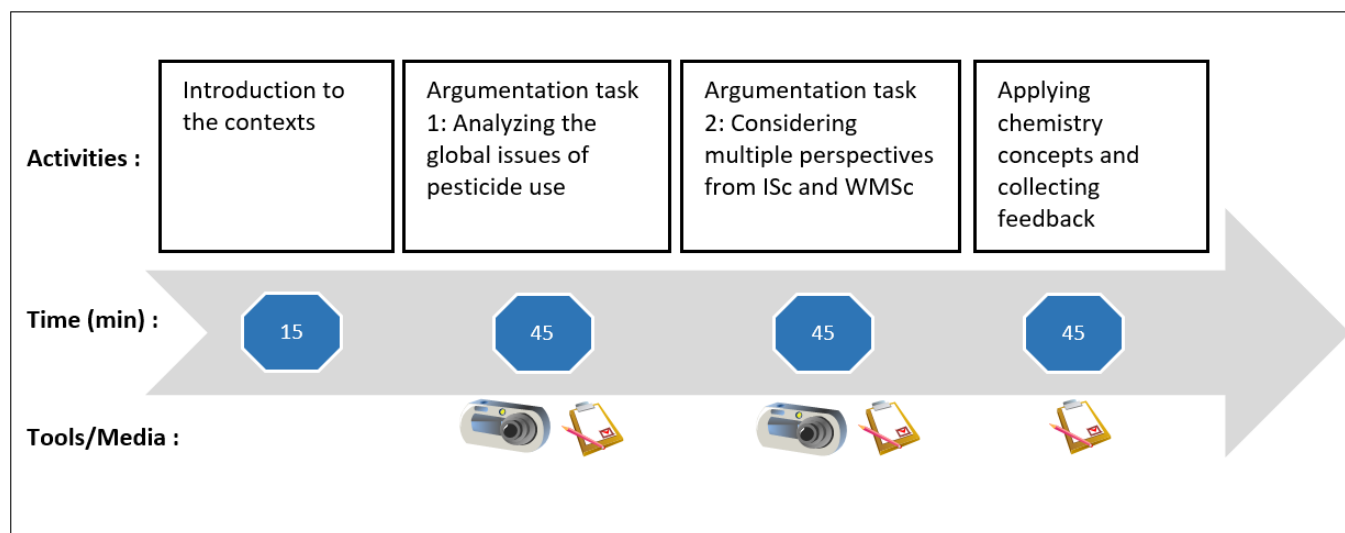 Activities :
Introduction to
the contexts
Argumentation task
1: Analyzing the
global issues of
pesticide use
Argumentation task
2: Considering
multiple perspectives
from ISc and WMSc
Applying
chemistry
concepts and
collecting
feedback
Time (min) :
15
45
45
45
Tools/Media :